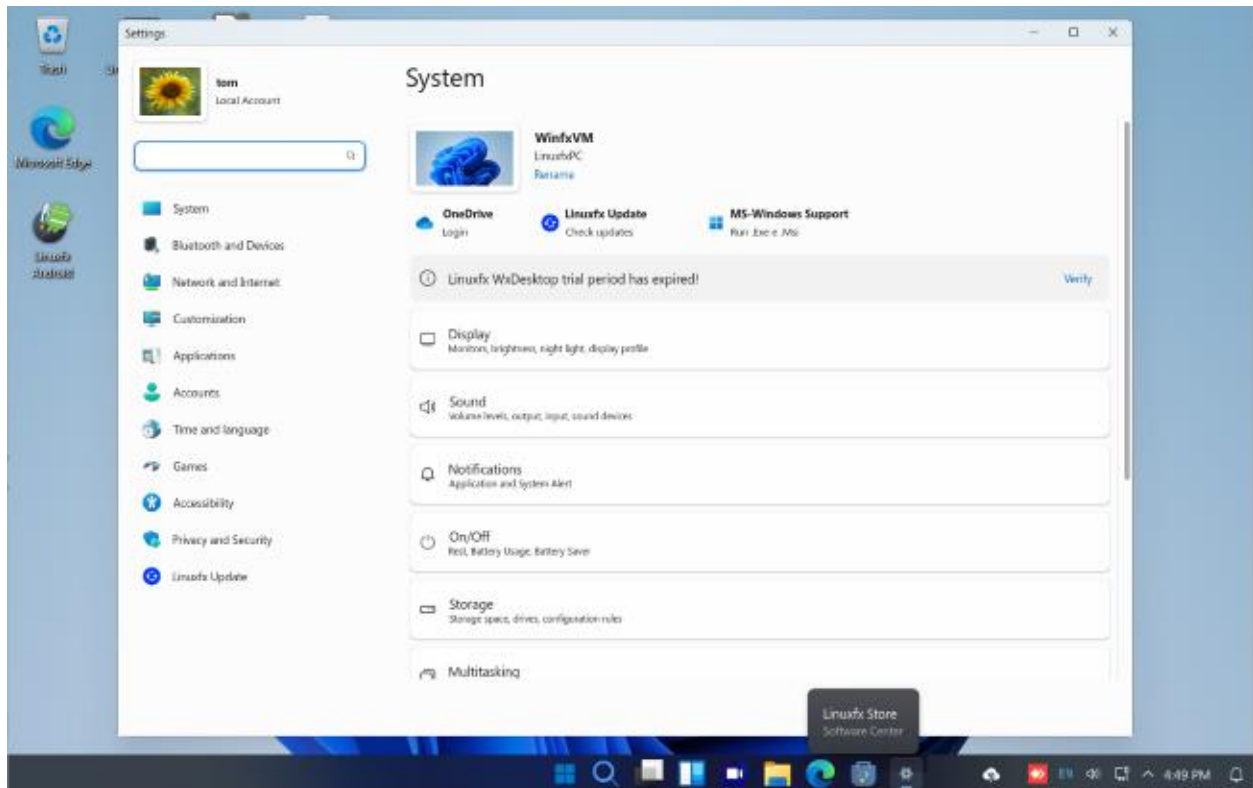 Settings
Trash
tom
Local Account
System
Microsoft Edge
WinfxVM
LinuxfxPC
Rename
OneDrive
Login
Linuxfx Update
Check updates
MS-Windows Support
Run .Exe e .Msi
Linuxfx
Android
System
Bluetooth and Devices
Network and Internet
Customization
Applications
Accounts
Time and language
Games
Accessibility
Privacy and Security
Linuxfx Update
Linuxfx WxDesktop trial period has expired!
Verify
Display
Monitors, brightness, night light, display profile
Sound
Volume levels, output, input, sound devices
Notifications
Application and System Alert
On/Off
Rest, Battery Usage, Battery Saver
Storage
Storage space, drives, configuration rules
Multitasking
Linuxfx Store
Software Center
EN
4:49 PM